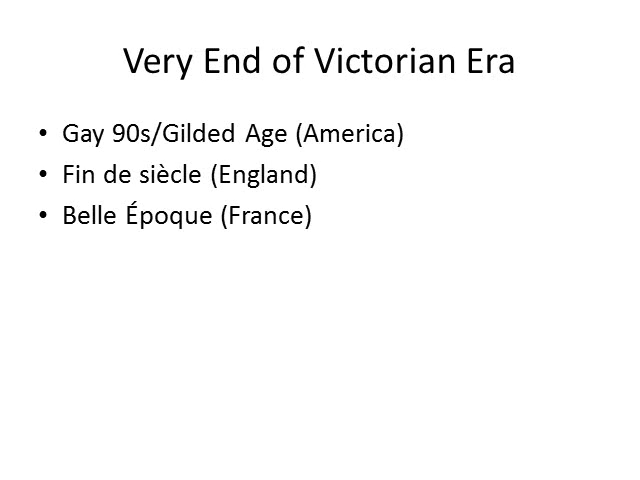 Very End of Victorian Era
• Gay 90s/Gilded Age (America)
• Fin de siècle (England)
• Belle Époque (France)